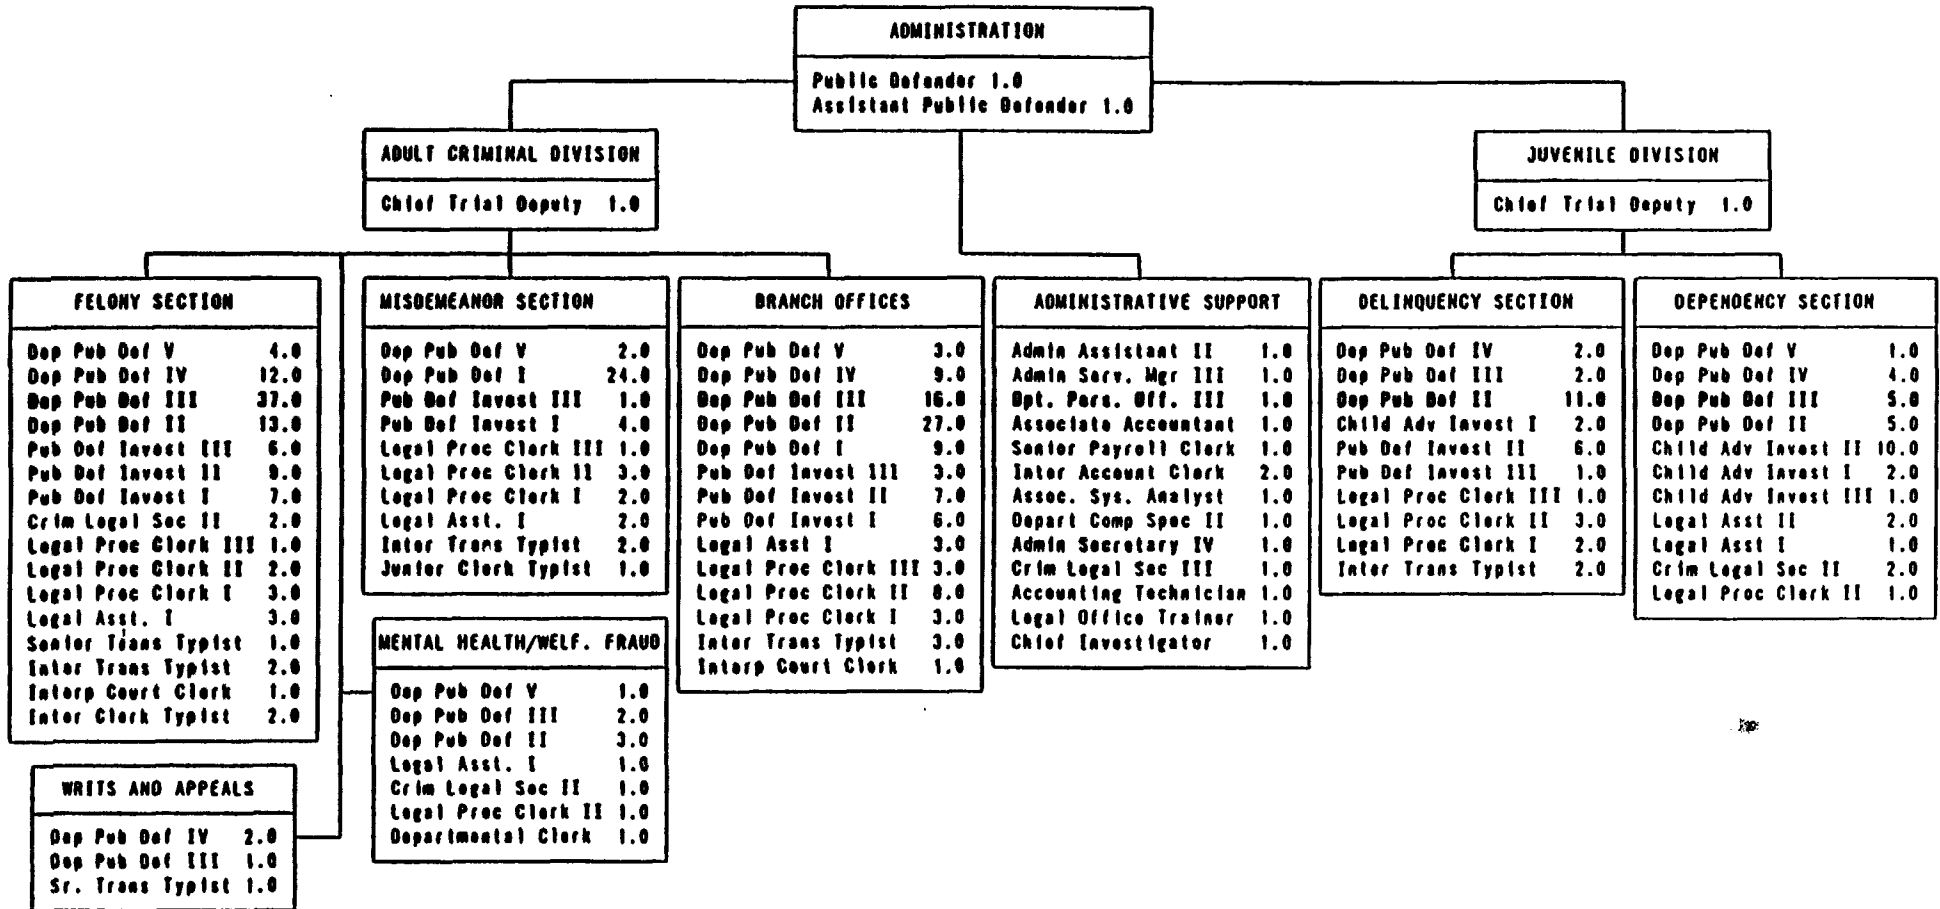 ADMINISTRATION
Public Defender 1.0
Assistant Public Defender 1.0
ADULT CRIMINAL DIVISION
Chief Trial Deputy 1.0
JUVENILE DIVISION
Chief Trial Deputy 1.0
FELONY SECTION
Dep Pub Def V 4.0
Dep Pub Def IV 12.0
Dep Pub Def III 37.0
Dep Pub Def II 13.0
Pub Def Invest III 6.0
Pub Def Invest II 9.0
Pub Def Invest I 7.0
Crim Legal Sec II 2.0
Legal Proc Clerk III 1.0
Legal Proc Clerk II 2.0
Legal Proc Clerk I 3.0
Legal Asst. I 3.0
Senior Trans Typist 1.0
Inter Trans Typist 2.0
Interp Court Clerk 1.0
Inter Clerk Typist 2.0
MISDEMEANOR SECTION
Dep Pub Def V 2.0
Dep Pub Def I 24.0
Pub Def Invest III 1.0
Pub Def Invest I 4.0
Legal Proc Clerk III 1.0
Legal Proc Clerk II 3.0
Legal Proc Clerk I 2.0
Legal Asst. I 2.0
Inter Trans Typist 2.0
Junior Clerk Typist 1.0
BRANCH OFFICES
Dep Pub Def V 3.0
Dep Pub Def IV 9.0
Dep Pub Def III 16.0
Dep Pub Def II 27.0
Dep Pub Def I 9.0
Pub Def Invest III 3.0
Pub Def Invest II 7.0
Pub Def Invest I 6.0
Legal Asst I 3.0
Legal Proc Clerk III 3.0
Legal Proc Clerk II 8.0
Legal Proc Clerk I 3.0
Inter Trans Typist 3.0
Interp Court Clerk 1.0
ADMINISTRATIVE SUPPORT
Admin Assistant II 1.0
Admin Serv. Mgr III 1.0
Dpt. Pers. Off. III 1.0
Associate Accountant 1.0
Senior Payroll Clerk 1.0
Inter Account Clerk 2.0
Assoc. Sys. Analyst 1.0
Depart Comp Spec II 1.0
Admin Secretary IV 1.0
Crim Legal Sec III 1.0
Accounting Technician 1.0
Legal Office Trainer 1.0
Chief Investigator 1.0
DELINQUENCY SECTION
Dep Pub Def IV 2.0
Dep Pub Def III 2.0
Dep Pub Def II 11.0
Child Adv Invest I 2.0
Pub Def Invest II 6.0
Pub Def Invest III 1.0
Legal Proc Clerk III 1.0
Legal Proc Clerk II 3.0
Legal Proc Clerk I 2.0
Inter Trans Typist 2.0
DEPENDENCY SECTION
Dep Pub Def V 1.0
Dep Pub Def IV 4.0
Dep Pub Def III 5.0
Dep Pub Def II 5.0
Child Adv Invest II 10.0
Child Adv Invest I 2.0
Child Adv Invest III 1.0
Legal Asst II 2.0
Legal Asst I 1.0
Crim Legal Sec II 2.0
Legal Proc Clerk II 1.0
MENTAL HEALTH/WELF. FRAUD
Dep Pub Def V 1.0
Dep Pub Def III 2.0
Dep Pub Def II 3.0
Legal Asst. I 1.0
Crim Legal Sec II 1.0
Legal Proc Clerk II 1.0
Departmental Clerk 1.0
WRITS AND APPEALS
Dep Pub Def IV 2.0
Dep Pub Def III 1.0
Sr. Trans Typist 1.0